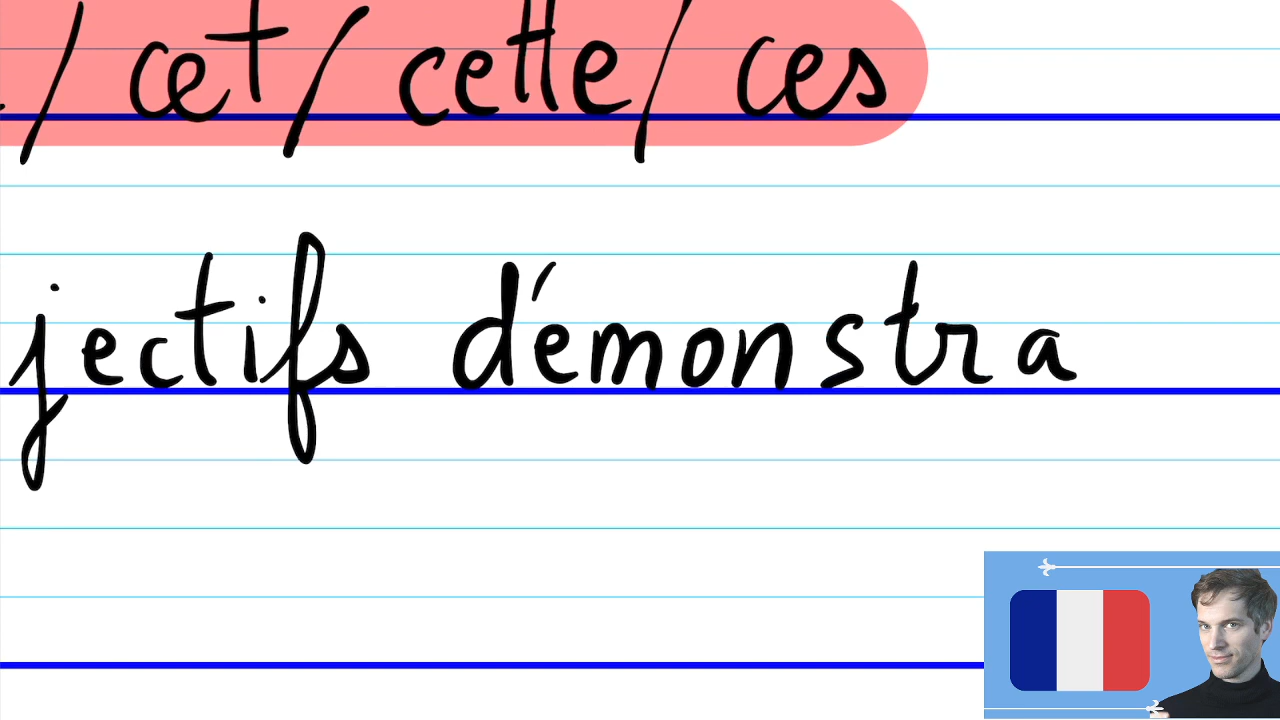 / cet / cette / ces
jectifs démonstra